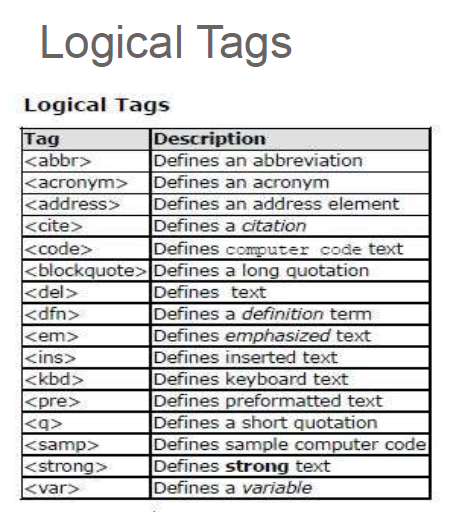 Logical Tags
Logical Tags
Tag Description
<abbr> Defines an abbreviation
<acronym> Defines an acronym
<address> Defines an address element
<cite> Defines a citation
<code> Defines computer code text
<blockquote> Defines a long quotation
<del> Defines text
<dfn> Defines a definition term
<em> Defines emphasized text
<ins> Defines inserted text
<kbd> Defines keyboard text
<pre> Defines preformatted text
<q> Defines a short quotation
<samp> Defines sample computer code
<strong> Defines strong text
<var> Defines a variable